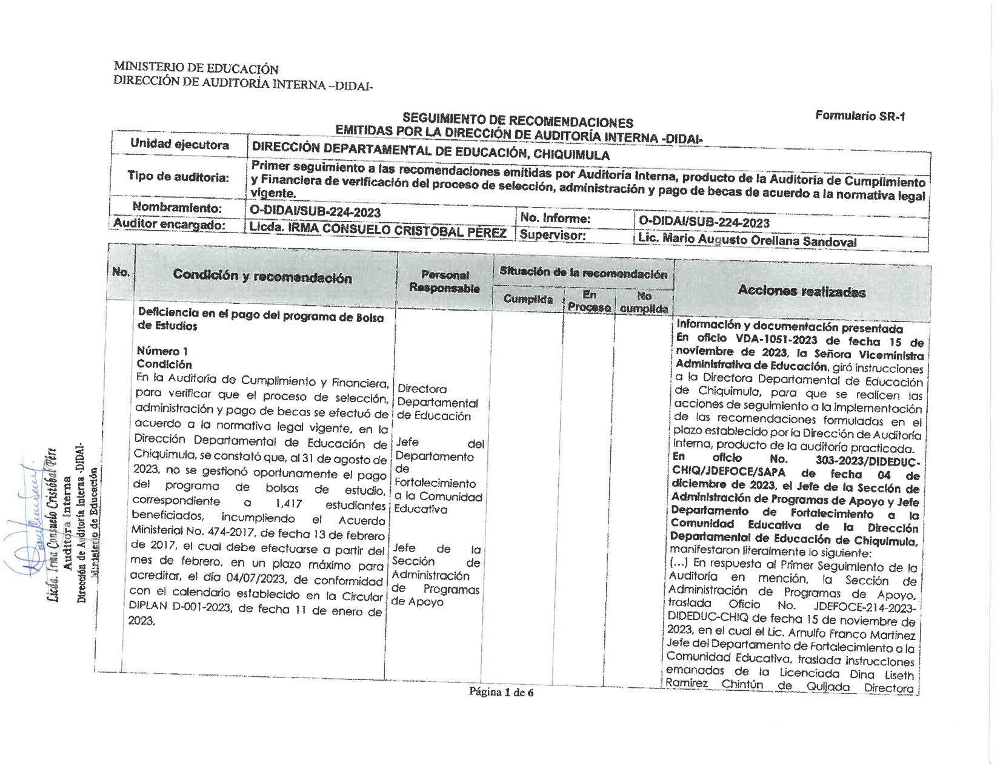 MINISTERIO DE EDUCACIÓN
DIRECCIÓN DE AUDITORÍA INTERNA –DIDAI-
Formulario SR-1
SEGUIMIENTO DE RECOMENDACIONES
EMITIDAS POR LA DIRECCIÓN DE AUDITORÍA INTERNA -DIDAI-
Unidad ejecutora
DIRECCIÓN DEPARTAMENTAL DE EDUCACIÓN, CHIQUIMULA
Tipo de auditoria:
Primer seguimiento a las recomendaciones emitidas por Auditoría Interna, producto de la Auditoría de Cumplimiento
y Financiera de verificación del proceso de selección, administración y pago de becas de acuerdo a la normativa legal
vigente.
Nombramiento:
O-DIDAI/SUB-224-2023
No. Informe:
O-DIDAI/SUB-224-2023
Auditor encargado:
Licda. IRMA CONSUELO CRISTOBAL PÉREZ
Supervisor:
Lic. Mario Augusto Orellana Sandoval
No.
Condición y recomendación
Personal
Responsable
Situación de la recomendación
Cumplida
En
Proceso
No
cumplida
Acciones realizadas
Deficiencia en el pago del programa de Bolsa
de Estudios
Número 1
Condición
En la Auditoría de Cumplimiento y Financiera,
para verificar que el proceso de selección,
administración y pago de becas se efectuó de
acuerdo a la normativa legal vigente, en la
Dirección Departamental de Educación de
Chiquimula, se constató que, al 31 de agosto de
2023, no se gestionó oportunamente el pago
del programa de bolsas de estudio,
correspondiente a 1,417 estudiantes
beneficiados, incumpliendo el Acuerdo
Ministerial No. 474-2017, de fecha 13 de febrero
de 2017, el cual debe efectuarse a partir del
mes de febrero, en un plazo máximo para
acreditar, el día 04/07/2023, de conformidad
con el calendario establecido en la Circular
DIPLAN D-001-2023, de fecha 11 de enero de
2023.
Directora
Departamental
de Educación
Jefe del
Departamento
de
Fortalecimiento
a la Comunidad
Educativa
Jefe de la
Sección de
Administración
de Programas
de Apoyo
Información y documentación presentada
En oficio VDA-1051-2023 de fecha 15 de
noviembre de 2023, la Señora Viceministra
Administrativa de Educación, giró instrucciones
a la Directora Departamental de Educación
de Chiquimula, para que se realicen las
acciones de seguimiento a la implementación
de las recomendaciones formuladas en el
plazo establecido por la Dirección de Auditoría
Interna, producto de la auditoría practicada.
En oficio No. 303-2023/DIDEDUC-
CHIQ/JDEFOCE/SAPA de fecha 04 de
diciembre de 2023, el Jefe de la Sección de
Administración de Programas de Apoyo y Jefe
Departamento de Fortalecimiento a la
Comunidad Educativa de la Dirección
Departamental de Educación de Chiquimula,
manifestaron literalmente lo siguiente:
(...) En respuesta al Primer Seguimiento de la
Auditoría en mención, la Sección de
Administración de Programas de Apoyo,
traslada Oficio No. JDEFOCE-214-2023-
DIDEDUC-CHIQ de fecha 15 de noviembre de
2023, en el cual el Lic. Arnulfo Franco Martínez
Jefe del Departamento de Fortalecimiento a la
Comunidad Educativa, traslada instrucciones
emanadas de la Licenciada Dina Liseth
Ramírez Chintún de Quijada Directora
Licda. Irma Consuelo Cristóbal Pére
Auditora Interna
Dirección de Auditoría Interna -DIDAI-
Ministerio de Educación
Página 1 de 6